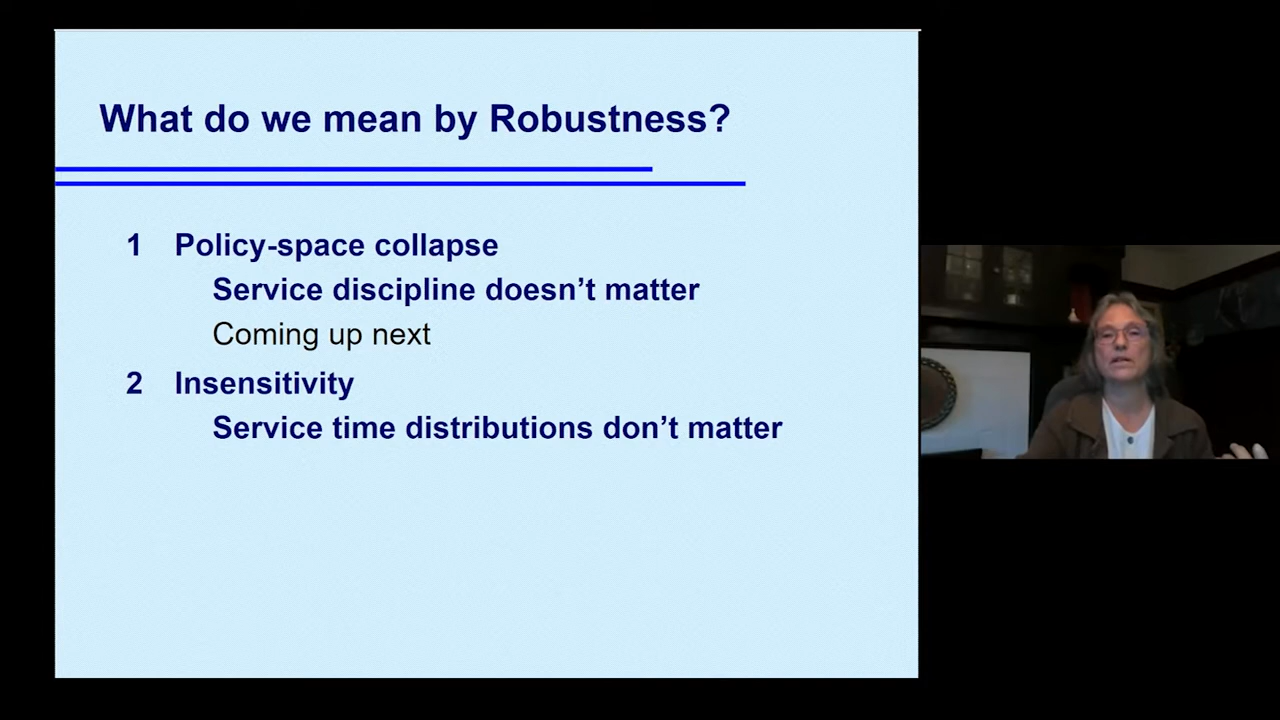 What do we mean by Robustness?
1 Policy-space collapse
Service discipline doesn’t matter
Coming up next
2 Insensitivity
Service time distributions don’t matter